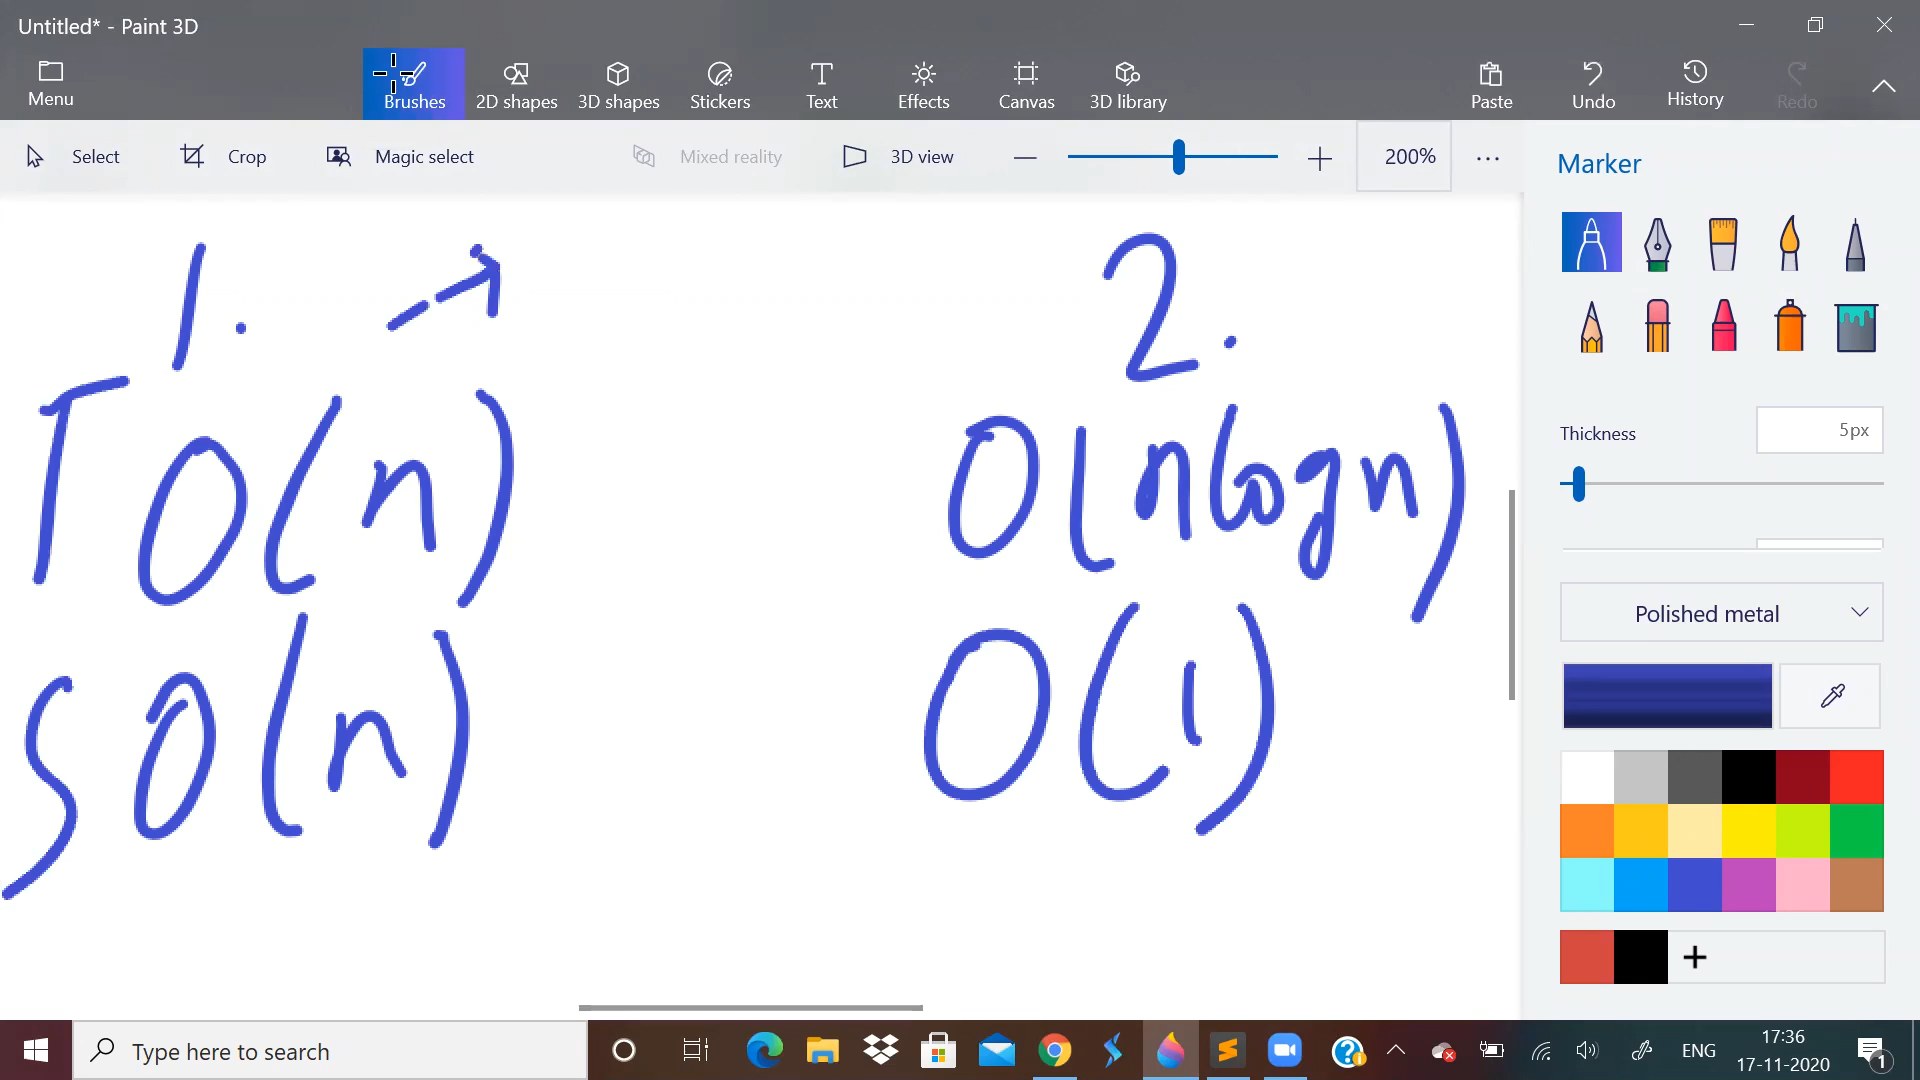 Untitled* - Paint 3D
Menu
Brushes
2D shapes
3D shapes
Stickers
Text
Effects
Canvas
3D library
Paste
Undo
History
Redo
Select
Crop
Magic select
Mixed reality
3D view
200%
Marker
1.
2.
T O(n)
O(nlogn)
S O(n)
O(1)
Thickness
5px
Polished metal
Type here to search
ENG
17:36
17-11-2020
1